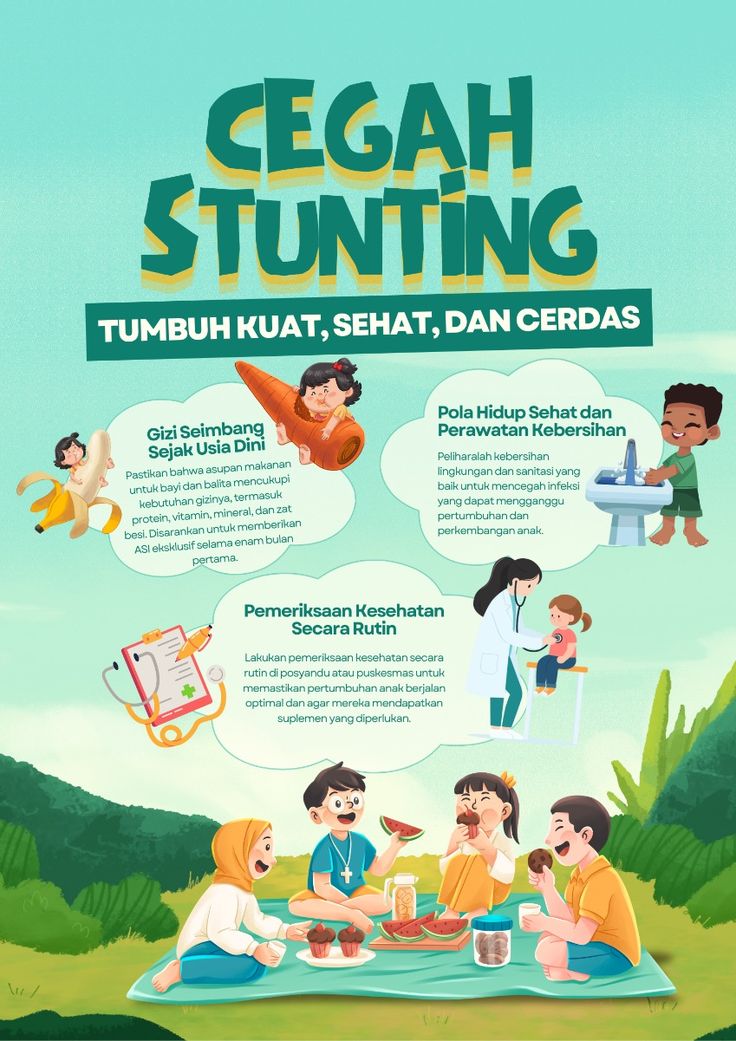 CEGAH
STUNTING
TUMBUH KUAT, SEHAT, DAN CERDAS
Gizi Seimbang
Sejak Usia Dini
Pastikan bahwa asupan makanan
untuk bayi dan balita mencukupi
kebutuhan gizinya, termasuk
protein, vitamin, mineral, dan zat
besi. Disarankan untuk memberikan
ASI eksklusif selama enam bulan
pertama.
Pola Hidup Sehat dan
Perawatan Kebersihan
Peliharalah kebersihan
lingkungan dan sanitasi yang
baik untuk mencegah infeksi
yang dapat mengganggu
pertumbuhan dan
perkembangan anak.
Pemeriksaan Kesehatan
Secara Rutin
Lakukan pemeriksaan kesehatan secara
rutin di posyandu atau puskesmas untuk
memastikan pertumbuhan anak berjalan
optimal dan agar mereka mendapatkan
suplemen yang diperlukan.